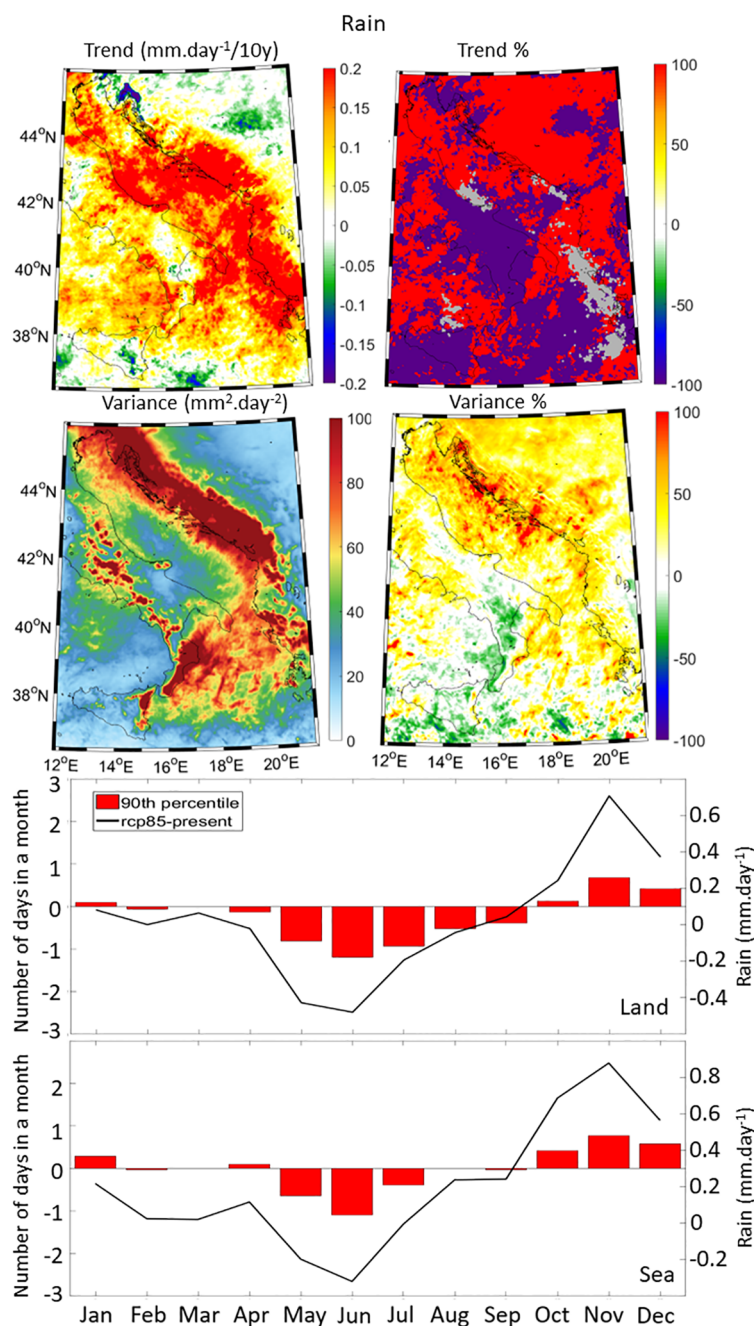 Rain
Trend (mm.day⁻¹/10y)
Trend %
0.2
0.15
0.1
0.05
0
-0.05
-0.1
-0.15
-0.2
100
50
0
-50
-100
44°N
42°N
40°N
38°N
Variance (mm².day⁻²)
Variance %
100
80
60
40
20
0
100
50
0
-50
-100
44°N
42°N
40°N
38°N
12°E 14°E 16°E 18°E 20°E
12°E 14°E 16°E 18°E 20°E
Number of days in a month
3
2
1
0
-1
-2
-3
90th percentile
rcp85-present
0.6
0.4
0.2
0
-0.2
-0.4
Rain (mm.day⁻¹)
Land
Number of days in a month
2
1
0
-1
-2
-3
0.8
0.6
0.4
0.2
0
-0.2
Rain (mm.day⁻¹)
Sea
Jan Feb Mar Apr May Jun Jul Aug Sep Oct Nov Dec